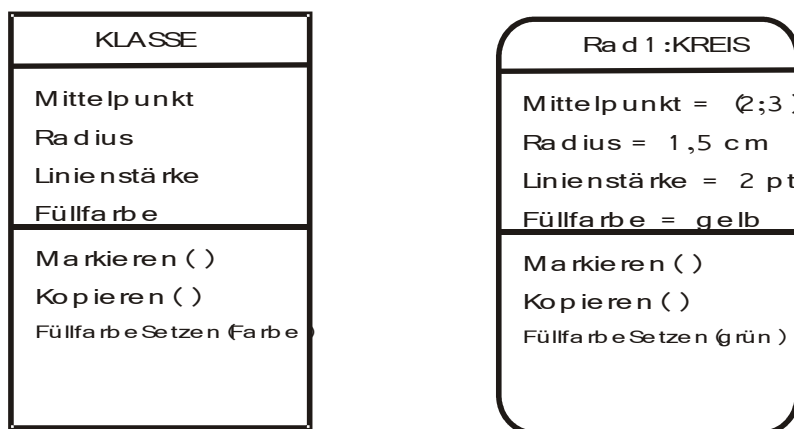 KLASSE
Mittelpunkt
Radius
Linienstärke
Füllfarbe
Markieren()
Kopieren()
FüllfarbeSetzen(Farbe)
Rad1:KREIS
Mittelpunkt = (2;3)
Radius = 1,5 cm
Linienstärke = 2 pt
Füllfarbe = gelb
Markieren()
Kopieren()
FüllfarbeSetzen(grün)